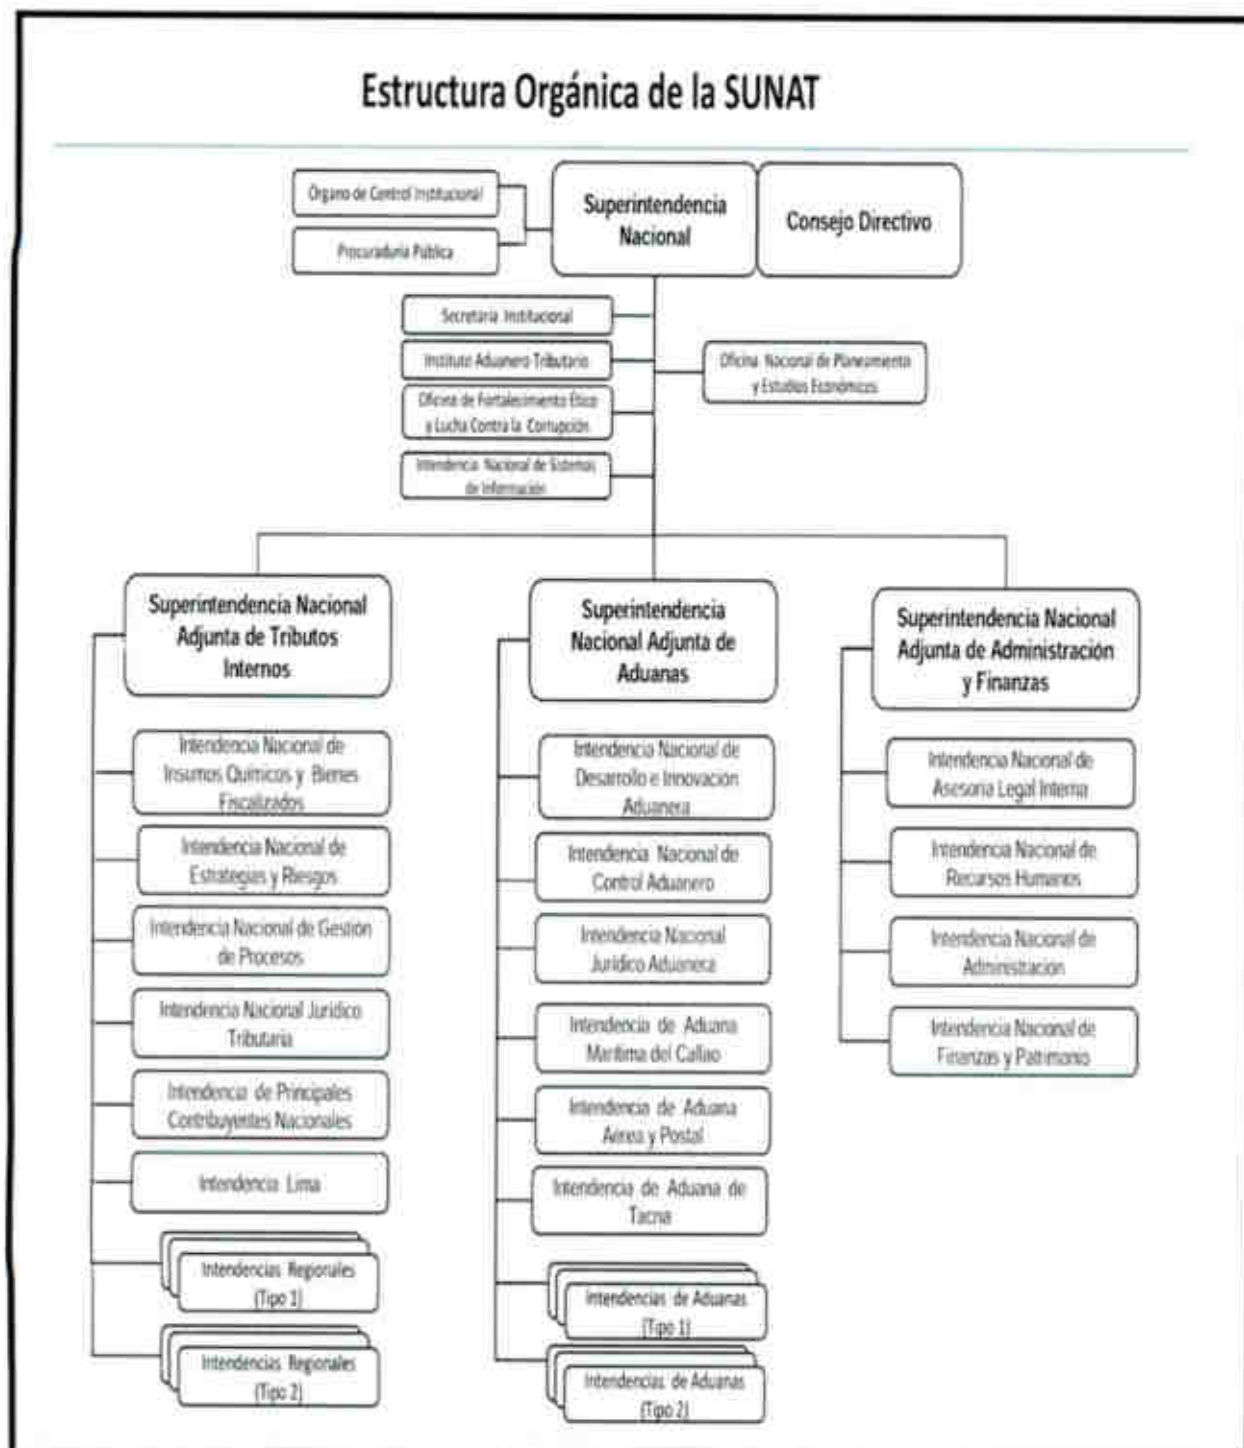 Estructura Orgánica de la SUNAT
Órgano de Control Institucional
Procuraduría Pública
Superintendencia
Nacional
Consejo Directivo
Secretaría Institucional
Instituto Aduanero Tributario
Oficina de Fortalecimiento Ético
y Lucha Contra la Corrupción
Intendencia Nacional de Sistemas
de Información
Oficina Nacional de Planeamiento
y Estudios Económicos
Superintendencia Nacional
Adjunta de Tributos
Internos
Intendencia Nacional de
Insumos Químicos y Bienes
Fiscalizados
Intendencia Nacional de
Estrategias y Riesgos
Intendencia Nacional de Gestión
de Procesos
Intendencia Nacional Jurídico
Tributaria
Intendencia de Principales
Contribuyentes Nacionales
Intendencia Lima
Intendencias Regionales
(Tipo 1)
Intendencias Regionales
(Tipo 2)
Superintendencia
Nacional Adjunta de
Aduanas
Intendencia Nacional de
Desarrollo e Innovación
Aduanera
Intendencia Nacional de
Control Aduanero
Intendencia Nacional
Jurídico Aduanera
Intendencia de Aduana
Marítima del Callao
Intendencia de Aduana
Aérea y Postal
Intendencia de Aduana de
Tacna
Intendencias de Aduanas
(Tipo 1)
Intendencias de Aduanas
(Tipo 2)
Superintendencia Nacional
Adjunta de Administración
y Finanzas
Intendencia Nacional de
Asesoría Legal Interna
Intendencia Nacional de
Recursos Humanos
Intendencia Nacional de
Administración
Intendencia Nacional de
Finanzas y Patrimonio